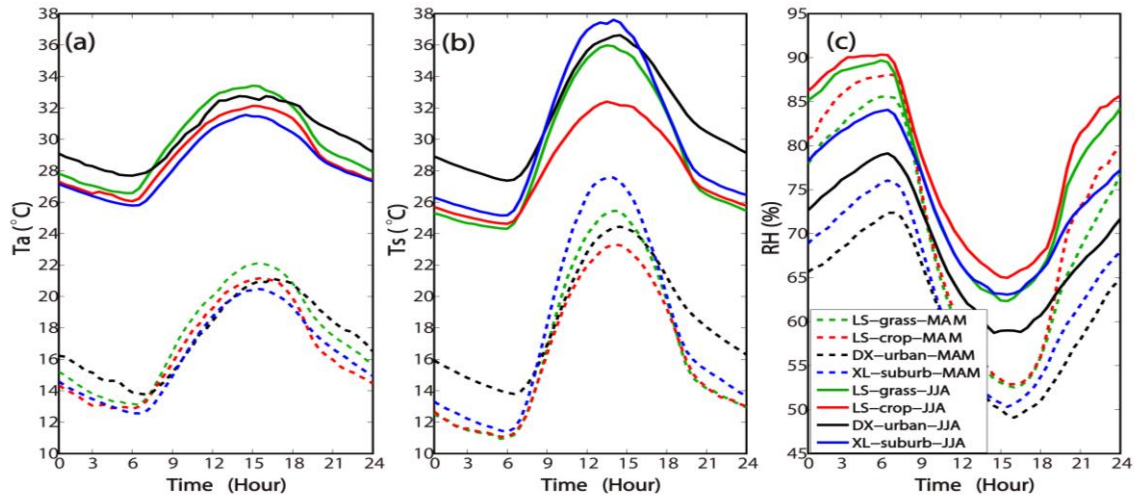 (a)
38
36
34
32
30
28
26
24
22
20
18
16
14
12
10
Ta (°C)
0 3 6 9 12 15 18 21 24
Time (Hour)
(b)
38
36
34
32
30
28
26
24
22
20
18
16
14
12
10
Ts (°C)
0 3 6 9 12 15 18 21 24
Time (Hour)
(c)
95
90
85
80
75
70
65
60
55
50
45
RH (%)
LS-grass-MAM
LS-crop-MAM
DX-urban-MAM
XL-suburb-MAM
LS-grass-JJA
LS-crop-JJA
DX-urban-JJA
XL-suburb-JJA
0 3 6 9 12 15 18 21 24
Time (Hour)